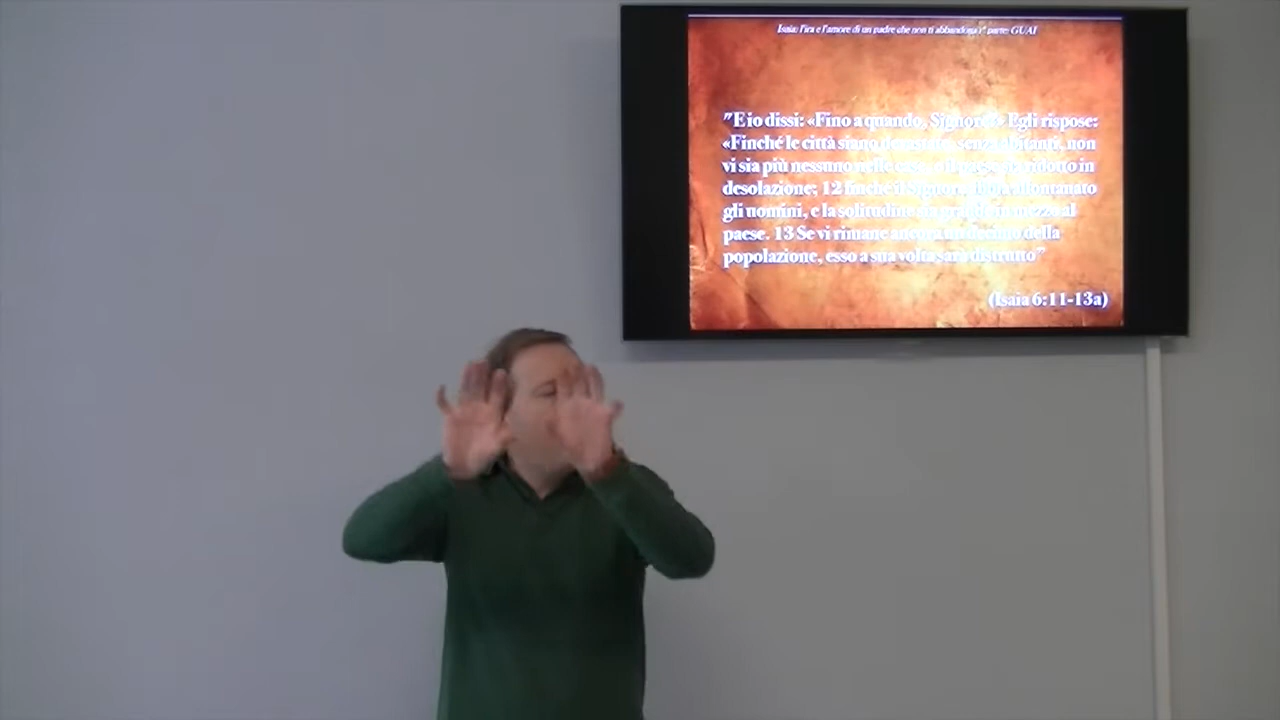 Isaia: l'ira e l'amore di un padre che non ti abbandona 1° parte: GUAI
"E io dissi: «Fino a quando, Signore?» Egli rispose:
«Finché le città siano devastate, senza abitanti, non
vi sia più nessuno nelle case, e il paese sia ridotto in
desolazione; 12 finché il Signore abbia allontanato
gli uomini, e la solitudine sia grande in mezzo al
paese. 13 Se vi rimane ancora un decimo della
popolazione, esso a sua volta sarà distrutto"
(Isaia 6:11-13a)